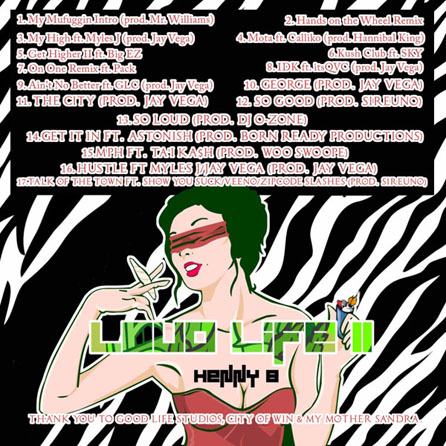 1. My Mufuggin Intro (prod. Mr. Williams)
2. Hands on the Wheel Remix
3. My High ft. Myles J (prod. Jay Vega)
4. Mota ft. Calliko (prod. Hannibal King)
5. Get Higher II ft. Big EZ
6.Kush Club ft. SKY
7. On One Remix ft. Pack
8. IDK ft. itsQVC (prod. Jay Vega)
9. Ain't No Better ft. GLC (prod. Jay Vega)
10. GEORGE (PROD. JAY VEGA)
11. THE CITY (PROD. JAY VEGA)
12. SO GOOD (PROD. SIREUNO)
13. SO LOUD (PROD. DJ O-ZONE)
14.GET IT IN FT. ASTONISH (PROD. BORN READY PRODUCTIONS)
15.MPH FT. TA-I KA$H (PROD. WOO SWOOPE)
16. HUSTLE FT MYLES J/JAY VEGA (PROD. JAY VEGA)
17.TALK OF THE TOWN FT. SHOW YOU SUCK/VEENO/ZIPCODE SLASHES (PROD. SIREUNO)
LOUD LIFE II
HENNY B
THANK YOU TO GOOD LIFE STUDIOS, CITY OF WIN & MY MOTHER SANDRA